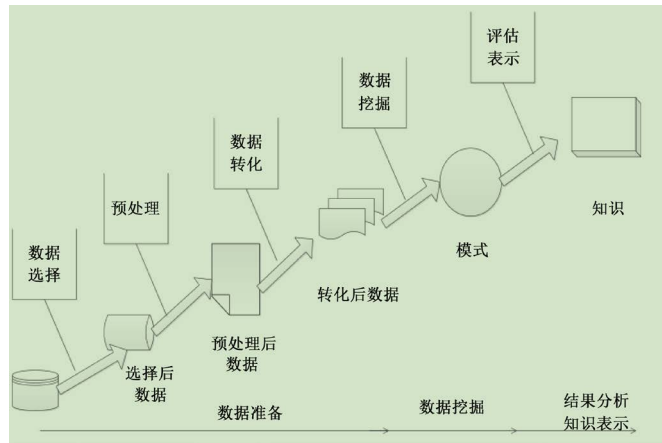 评估
表示
数据
挖掘
数据
转化
预处理
数据
选择
知识
模式
转化后数据
预处理后
数据
选择后
数据
数据准备
数据挖掘
结果分析
知识表示